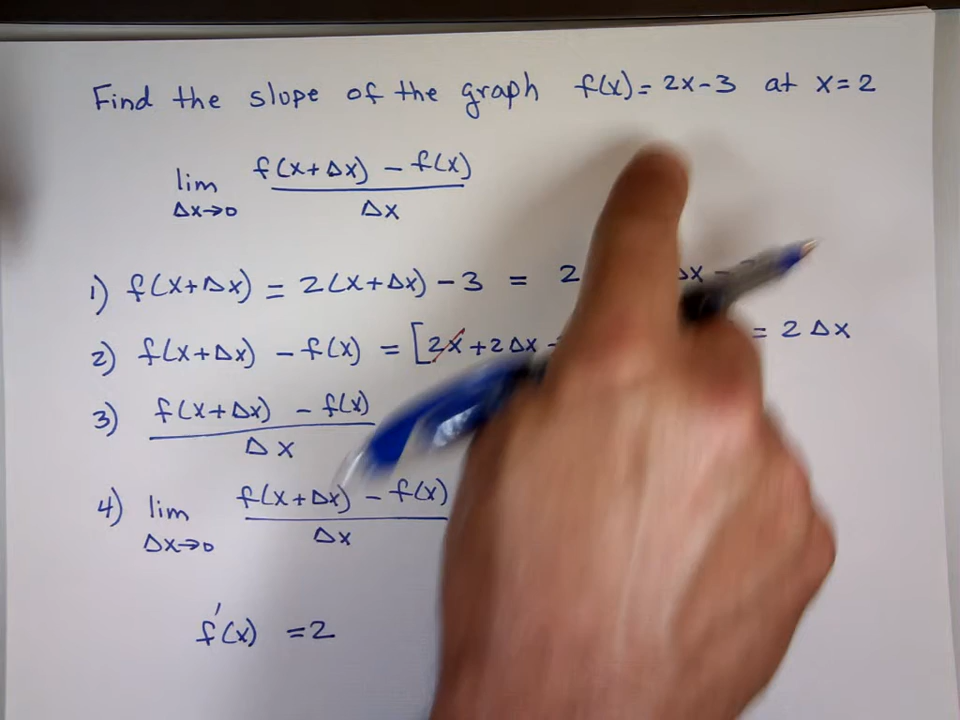 Find the slope of the graph f(x) = 2x-3 at x=2
lim Δx→0 f(x+Δx) - f(x) / Δx
1) f(x+Δx) = 2(x+Δx) - 3 = 2 Δx -
2) f(x+Δx) - f(x) = [2x + 2Δx - = 2Δx
3) f(x+Δx) - f(x) / Δx
4) lim Δx→0 f(x+Δx) - f(x) / Δx
f'(x) = 2